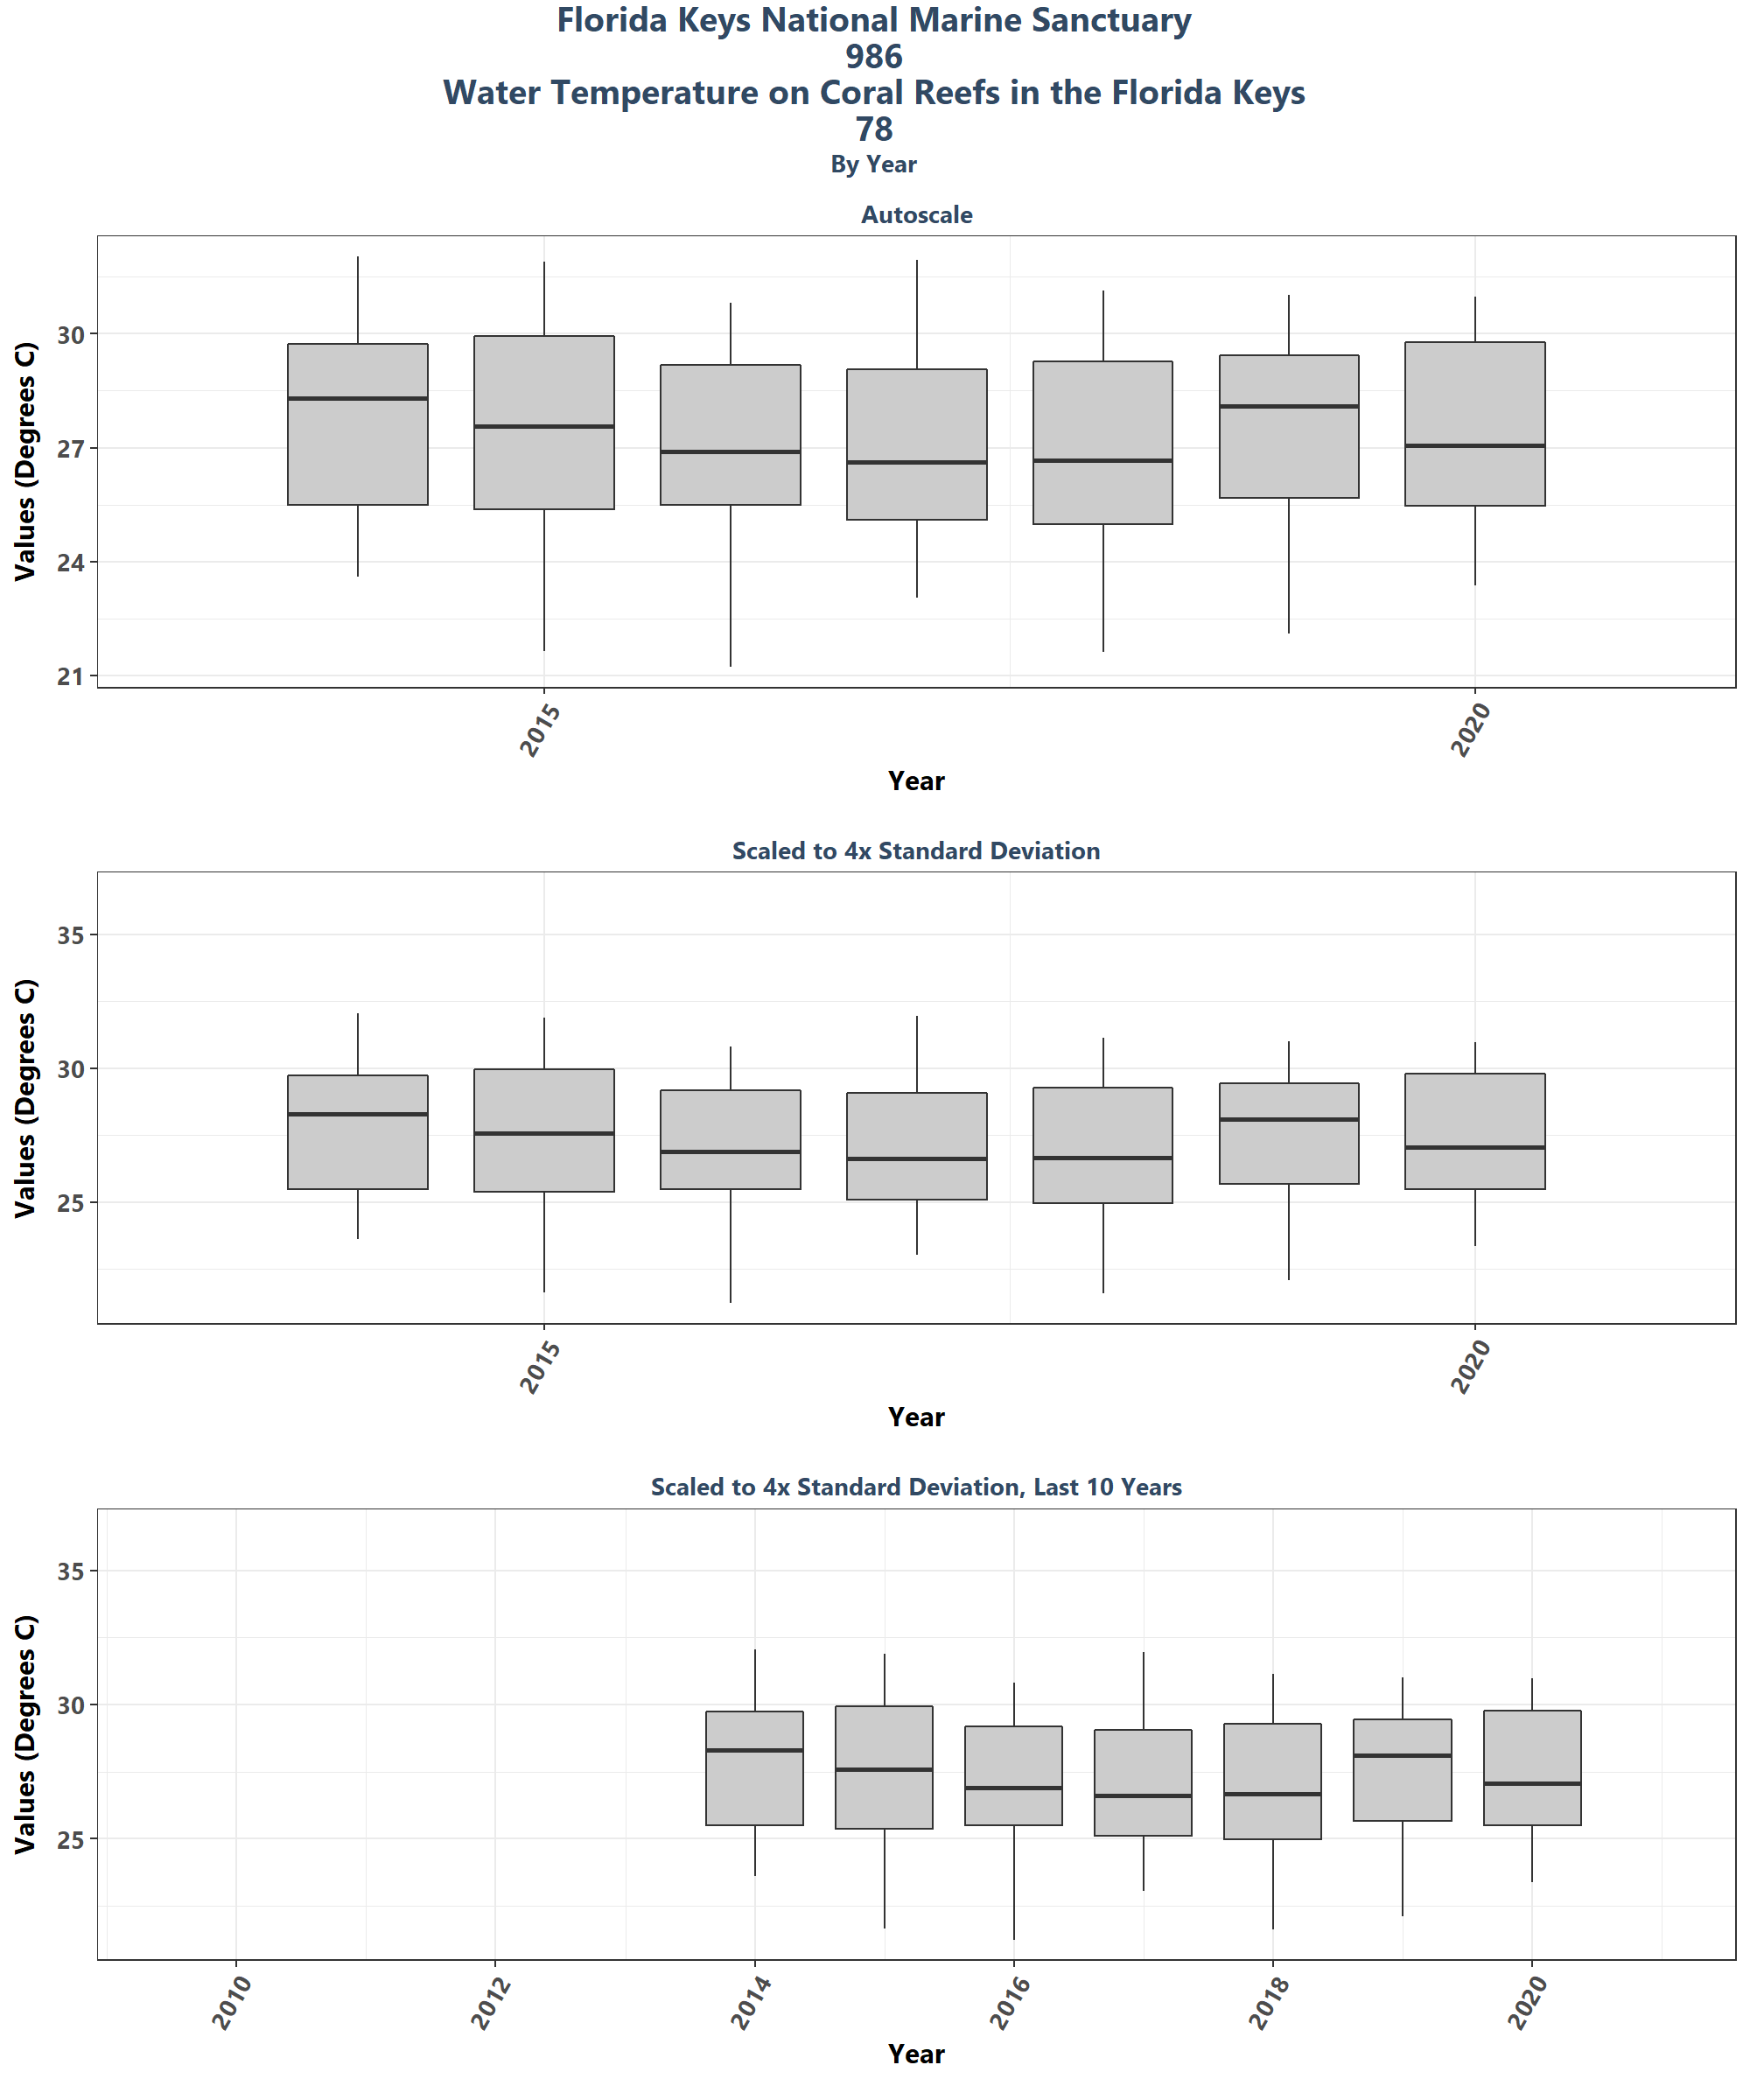 Florida Keys National Marine Sanctuary
986
Water Temperature on Coral Reefs in the Florida Keys
78
By Year
Autoscale
Values (Degrees C)
30
27
24
21
2015
2020
Year
Scaled to 4x Standard Deviation
Values (Degrees C)
35
30
25
2015
2020
Year
Scaled to 4x Standard Deviation, Last 10 Years
Values (Degrees C)
35
30
25
2010
2012
2014
2016
2018
2020
Year